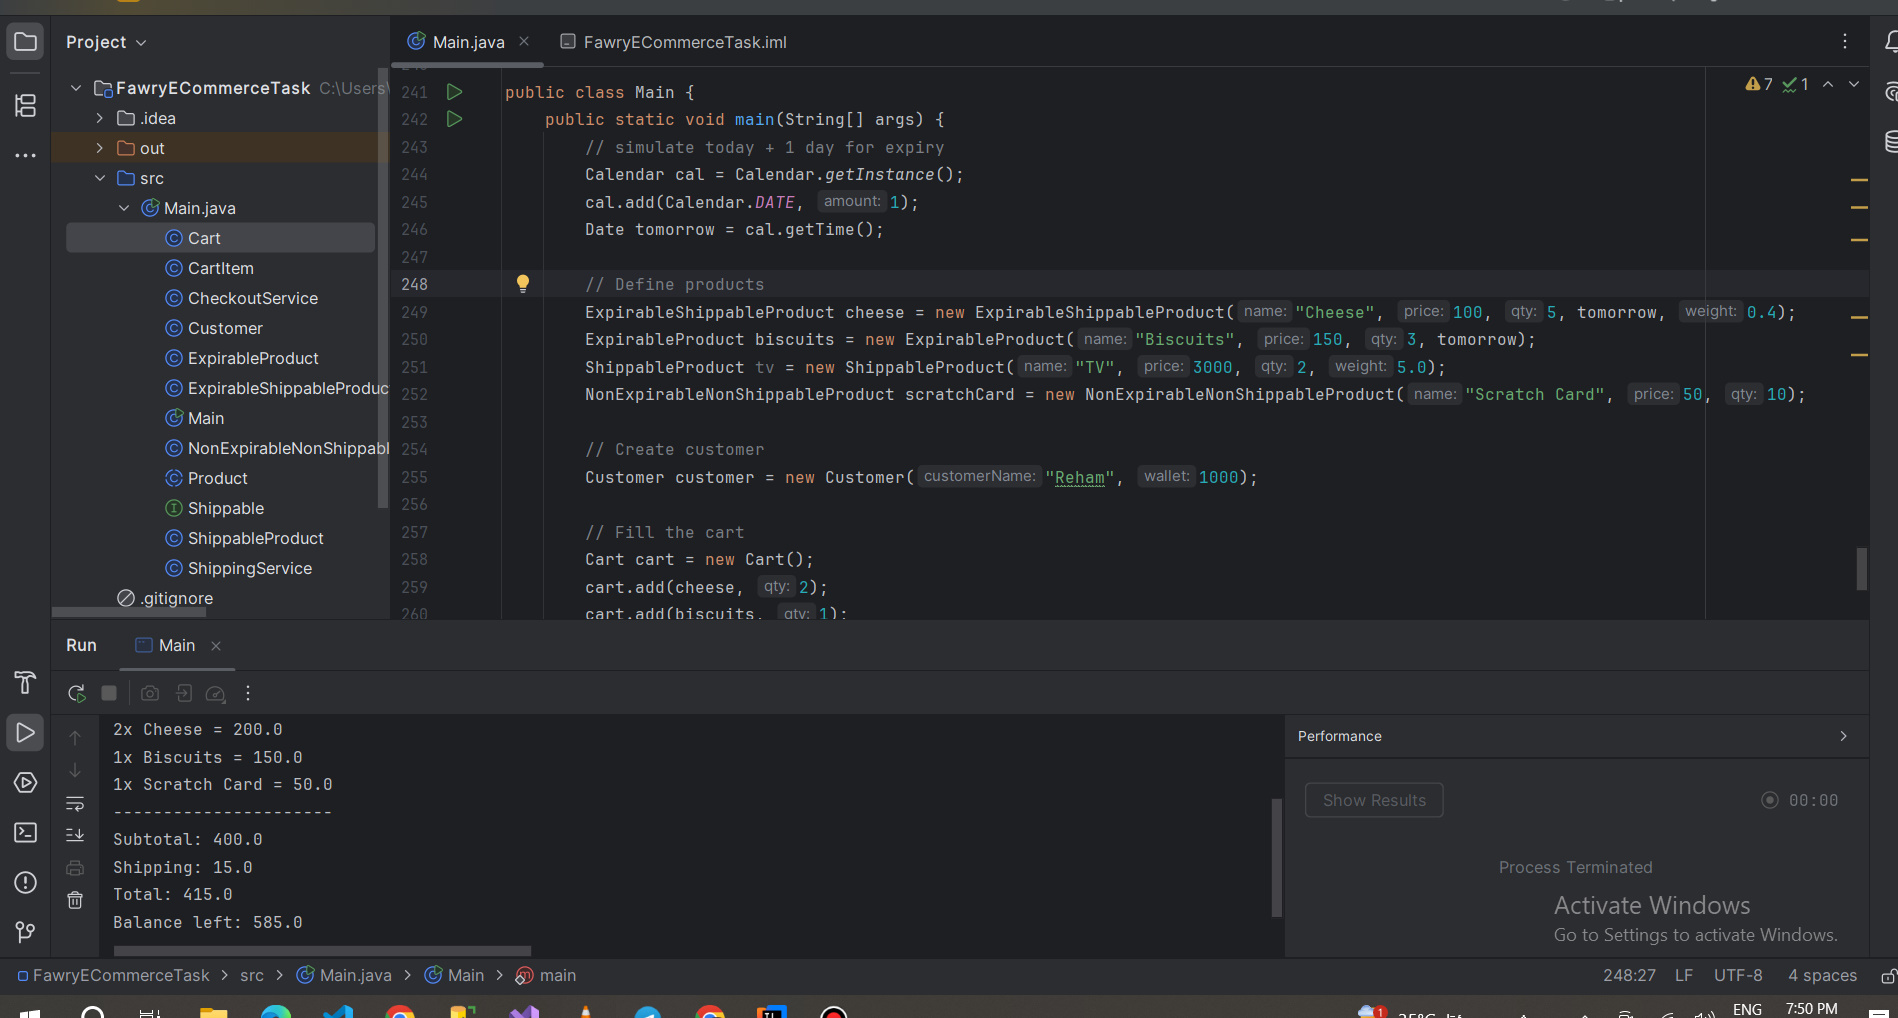 Project
Main.java
FawryECommerceTask.iml
FawryECommerceTask C:\Users\
.idea
out
src
Main.java
Cart
CartItem
CheckoutService
Customer
ExpirableProduct
ExpirableShippableProduc
Main
NonExpirableNonShippabl
Product
Shippable
ShippableProduct
ShippingService
.gitignore
7 1
241 public class Main {
242 public static void main(String[] args) {
243 // simulate today + 1 day for expiry
244 Calendar cal = Calendar.getInstance();
245 cal.add(Calendar.DATE, amount: 1);
246 Date tomorrow = cal.getTime();
247
248 // Define products
249 ExpirableShippableProduct cheese = new ExpirableShippableProduct( name: "Cheese", price: 100, qty: 5, tomorrow, weight: 0.4);
250 ExpirableProduct biscuits = new ExpirableProduct( name: "Biscuits", price: 150, qty: 3, tomorrow);
251 ShippableProduct tv = new ShippableProduct( name: "TV", price: 3000, qty: 2, weight: 5.0);
252 NonExpirableNonShippableProduct scratchCard = new NonExpirableNonShippableProduct( name: "Scratch Card", price: 50, qty: 10);
253
254 // Create customer
255 Customer customer = new Customer( customerName: "Reham", wallet: 1000);
256
257 // Fill the cart
258 Cart cart = new Cart();
259 cart.add(cheese, qty: 2);
260 cart.add(biscuits, qty: 1);
Run Main
2x Cheese = 200.0
1x Biscuits = 150.0
1x Scratch Card = 50.0
----------------------
Subtotal: 400.0
Shipping: 15.0
Total: 415.0
Balance left: 585.0
Performance
Show Results
00:00
Process Terminated
Activate Windows
Go to Settings to activate Windows.
FawryECommerceTask > src > Main.java > Main > main
248:27 LF UTF-8 4 spaces
1 ENG 7:50 PM